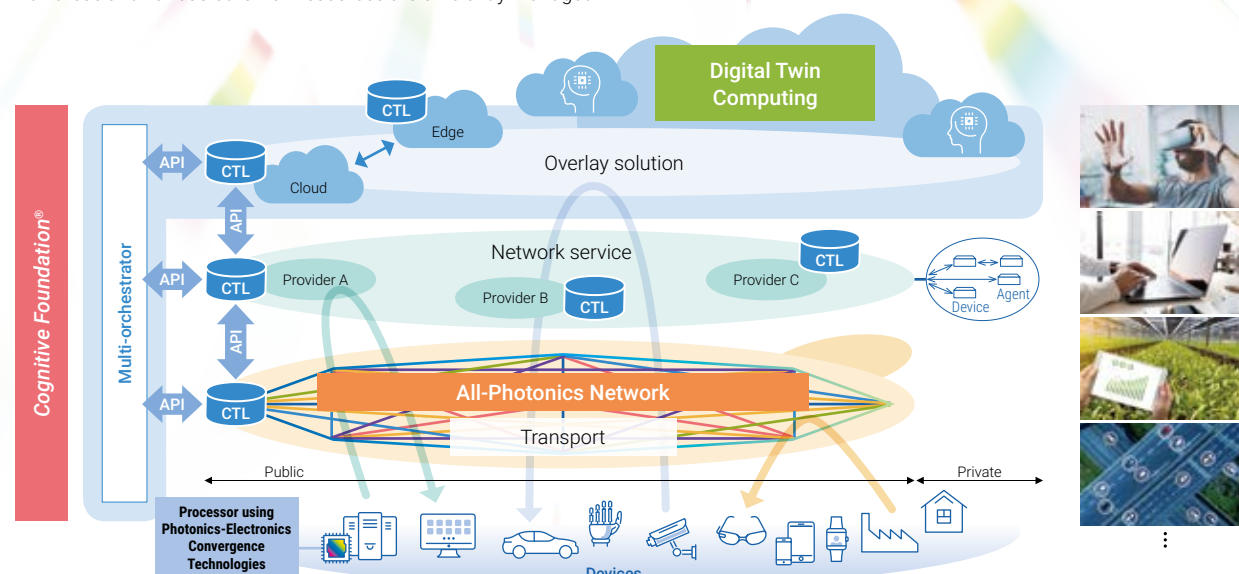 Digital Twin
Computing
CTL
Edge
Overlay solution
API
CTL
Cloud
Cognitive Foundation®
Multi-orchestrator
API
Network service
CTL
API
CTL
Provider A
Provider B
CTL
Provider C
Device
Agent
API
All-Photonics Network
API
CTL
Transport
Public
Private
Processor using
Photonics-Electronics
Convergence
Technologies
Devices